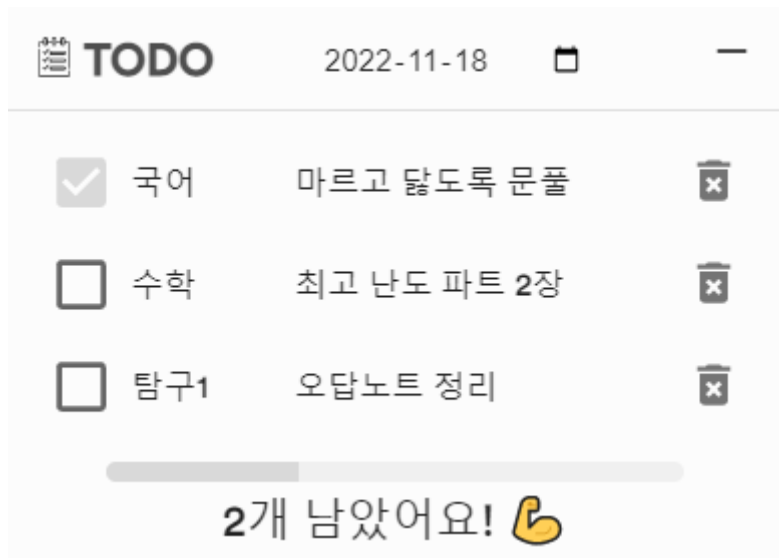 TODO 2022-11-18
국어 마르고 닳도록 문풀
수학 최고 난도 파트 2장
탐구1 오답노트 정리
2개 남았어요! 💪